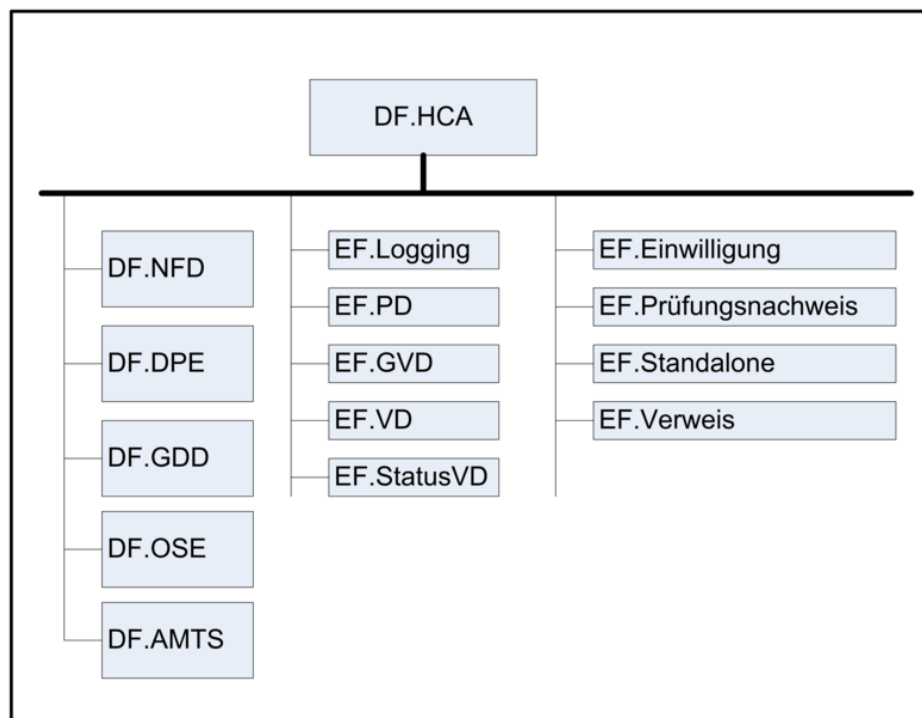 DF.HCA
DF.NFD
DF.DPE
DF.GDD
DF.OSE
DF.AMTS
EF.Logging
EF.PD
EF.GVD
EF.VD
EF.StatusVD
EF.Einwilligung
EF.Prüfungsnachweis
EF.Standalone
EF.Verweis